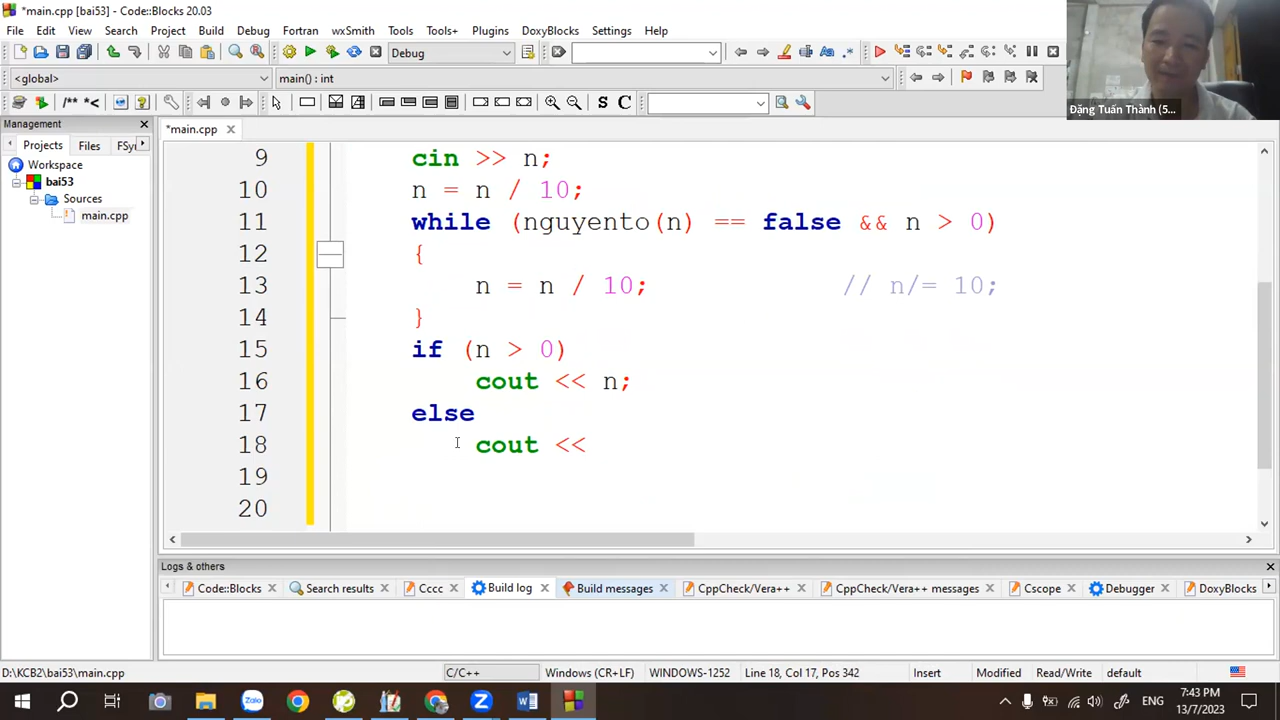 *main.cpp [bai53] - Code::Blocks 20.03
File Edit View Search Project Build Debug Fortran wxSmith Tools Tools+ Plugins DoxyBlocks Settings Help
Debug
<global> main() : int
/** *< S C
Management
Projects Files FSy
Workspace
bai53
Sources
main.cpp
*main.cpp
9 cin >> n;
10 n = n / 10;
11 while (nguyento(n) == false && n > 0)
12 {
13 n = n / 10; // n/= 10;
14 }
15 if (n > 0)
16 cout << n;
17 else
18 cout <<
19
20
Logs & others
Code::Blocks Search results Cccc Build log Build messages CppCheck/Vera++ CppCheck/Vera++ messages Cscope Debugger DoxyBlocks
D:\KCB2\bai53\main.cpp C/C++ Windows (CR+LF) WINDOWS-1252 Line 18, Col 17, Pos 342 Insert Modified Read/Write default
Zalo ENG 7:43 PM
13/7/2023
Đặng Tuấn Thành (5...